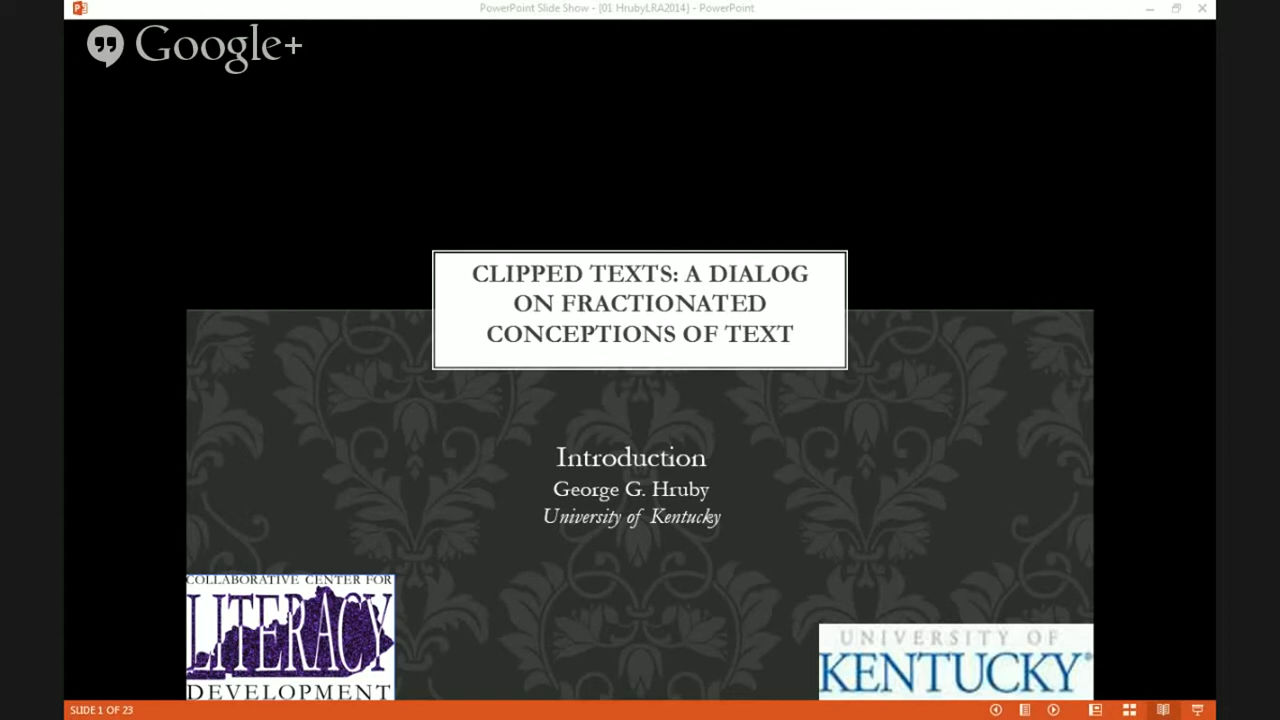 PowerPoint Slide Show - [01 HrubyLRA2014] - PowerPoint
Google+
CLIPPED TEXTS: A DIALOG
ON FRACTIONATED
CONCEPTIONS OF TEXT
Introduction
George G. Hruby
University of Kentucky
COLLABORATIVE CENTER FOR
LITERACY
DEVELOPMENT
UNIVERSITY OF
KENTUCKY®
SLIDE 1 OF 23